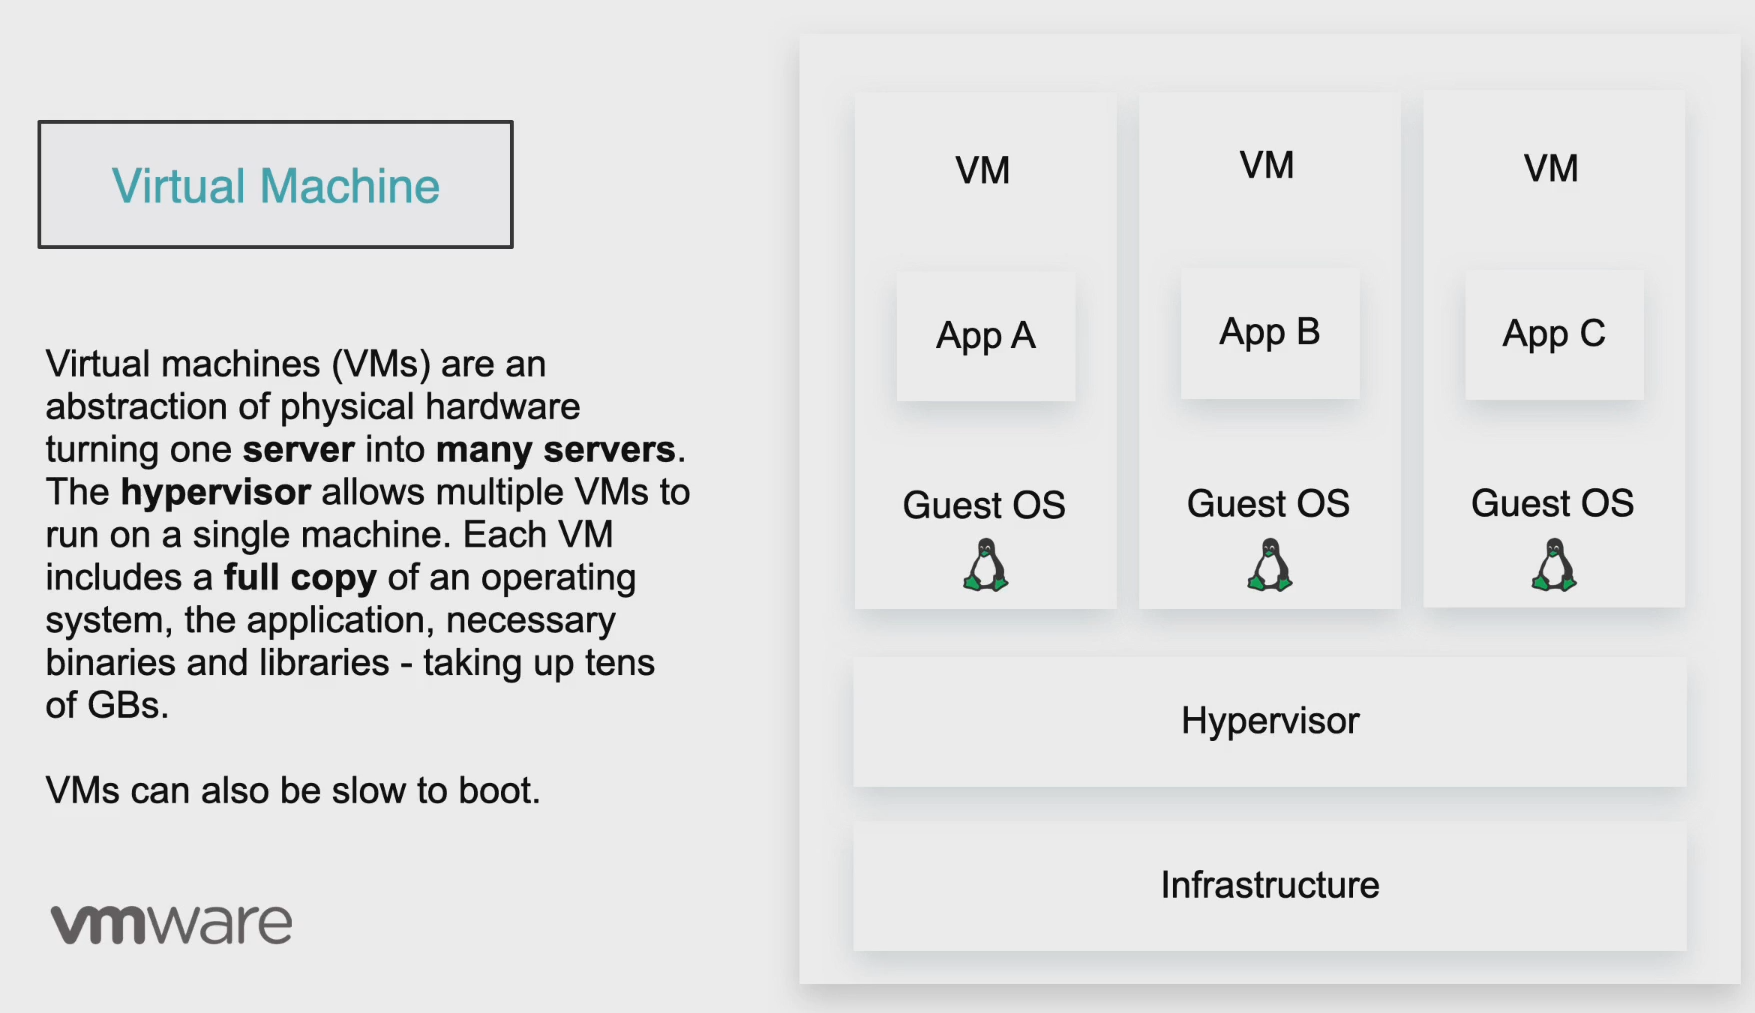 Virtual Machine
Virtual machines (VMs) are an
abstraction of physical hardware
turning one server into many servers.
The hypervisor allows multiple VMs to
run on a single machine. Each VM
includes a full copy of an operating
system, the application, necessary
binaries and libraries - taking up tens
of GBs.
VMs can also be slow to boot.
vmware
VM
App A
Guest OS
VM
App B
Guest OS
VM
App C
Guest OS
Hypervisor
Infrastructure